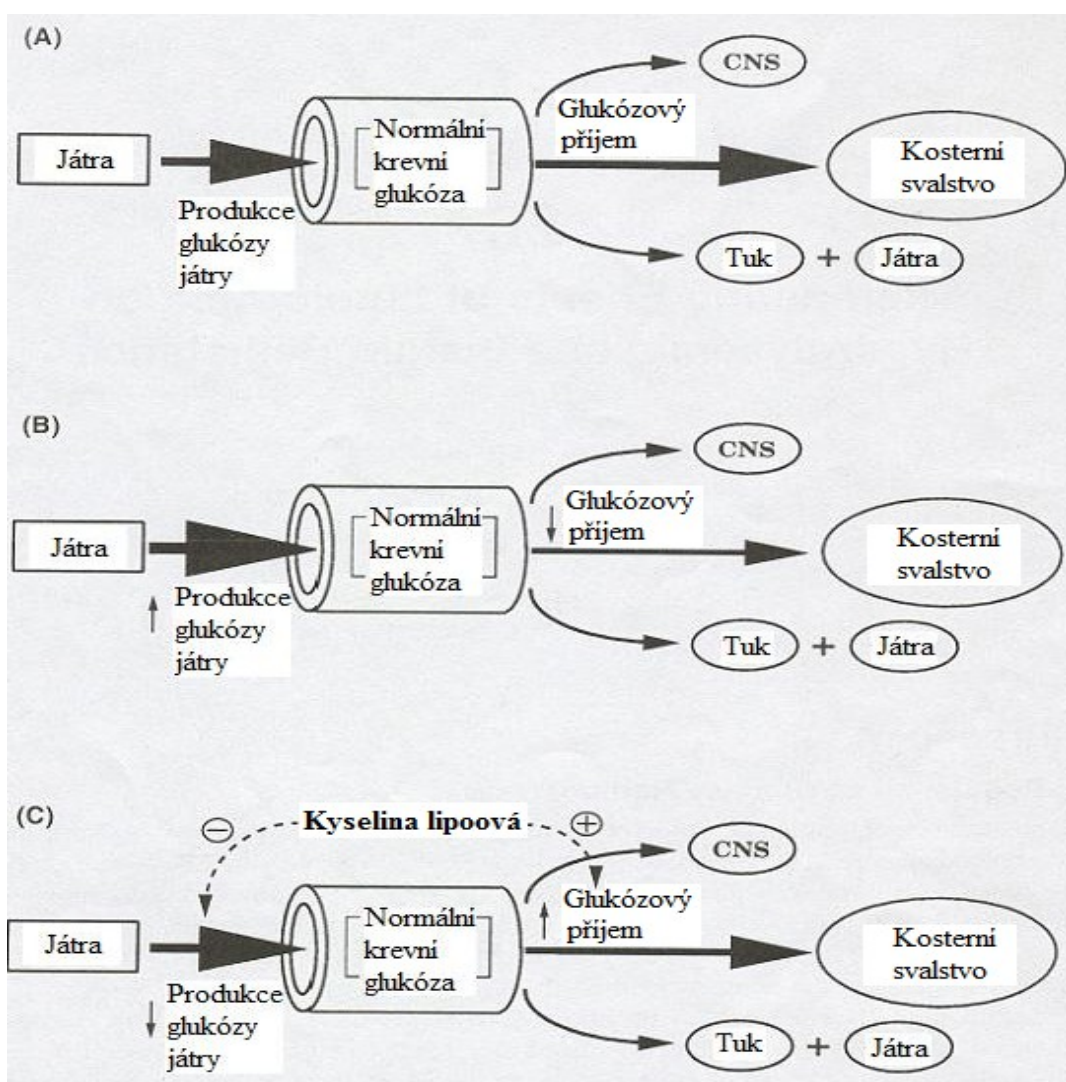 (A)
CNS
Glukózový
příjem
Játra
Normální
krevní
glukóza
Kosterní
svalstvo
Produkce
glukózy
játry
Tuk + Játra
(B)
CNS
↓ Glukózový
příjem
Játra
Normální
krevní
glukóza
Kosterní
svalstvo
↑ Produkce
glukózy
játry
Tuk + Játra
(C)
− Kyselina lipoová +
CNS
↑ Glukózový
příjem
Játra
Normální
krevní
glukóza
Kosterní
svalstvo
↓ Produkce
glukózy
játry
Tuk + Játra